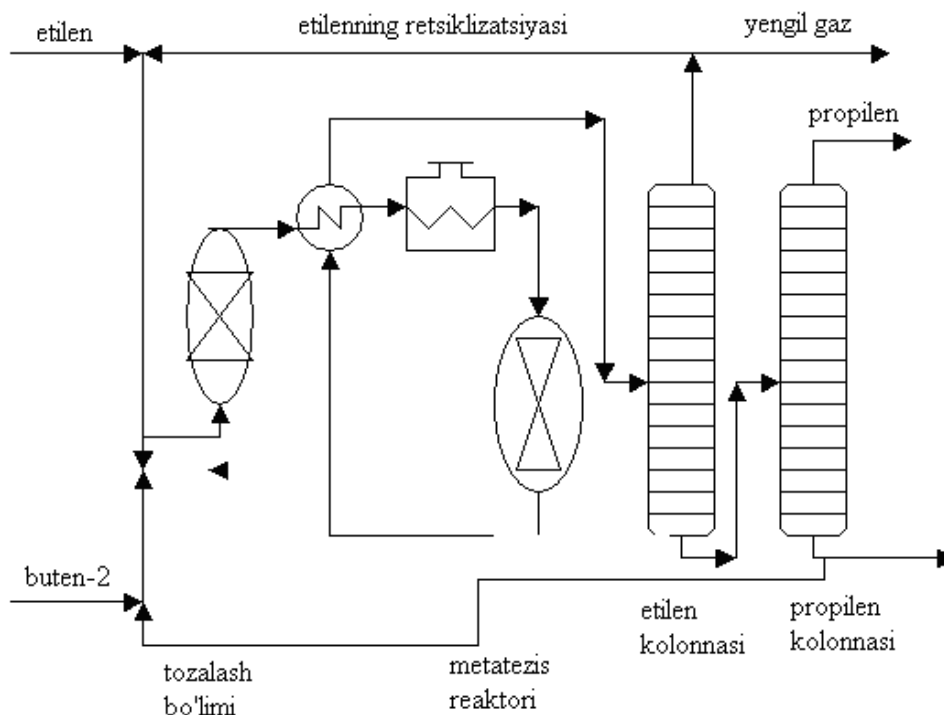 etilen
etilenning retsiklizatsiyasi
yengil gaz
propilen
buten-2
tozalash
bo'limi
metatezis
reaktori
etilen
kolonnasi
propilen
kolonnasi